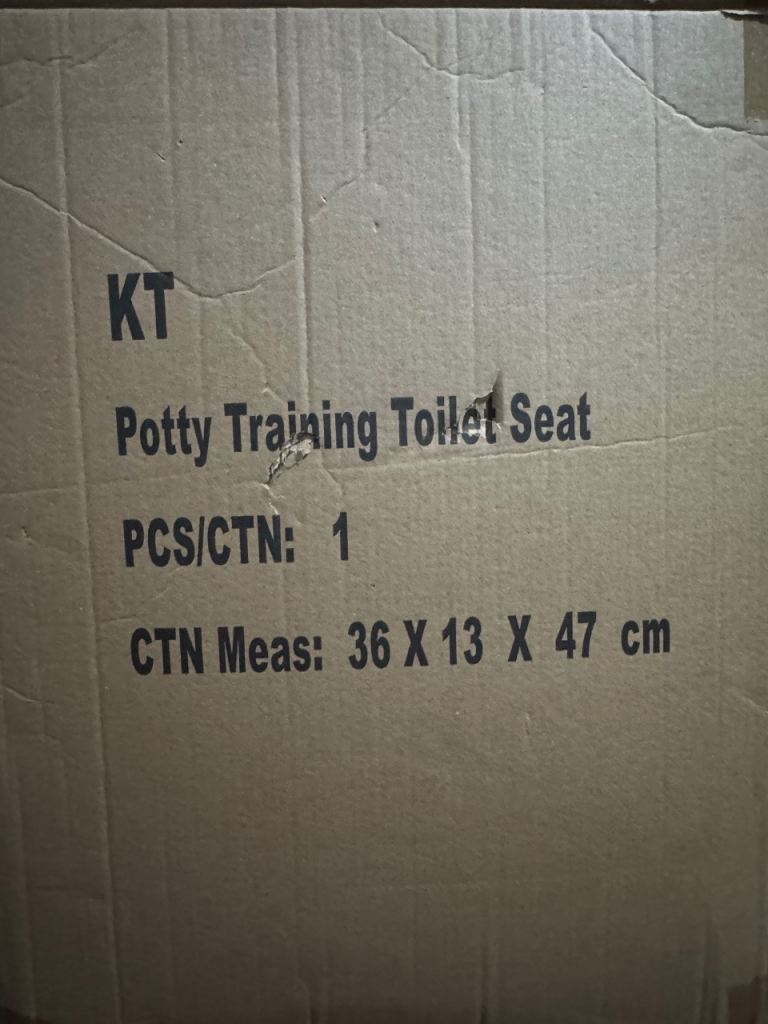 KT
Potty Training Toilet Seat
PCS/CTN: 1
CTN Meas: 36 X 13 X 47 cm